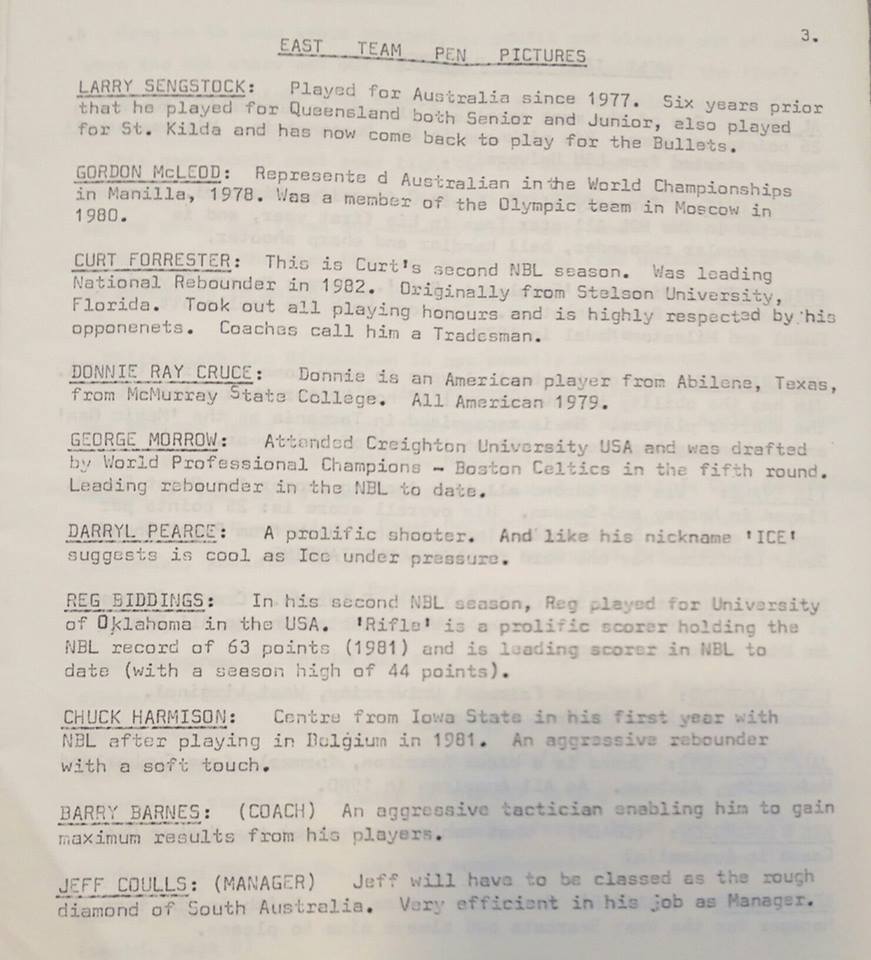 3.
EAST TEAM PEN PICTURES
LARRY SENGSTOCK: Played for Australia since 1977. Six years prior
that he played for Queensland both Senior and Junior, also played
for St. Kilda and has now come back to play for the Bullets.
GORDON McLEOD: Represente d Australian in the World Championships
in Manilla, 1978. Was a member of the Olympic team in Moscow in
1980.
CURT FORRESTER: This is Curt's second NBL season. Was leading
National Rebounder in 1982. Originally from Stelson University,
Florida. Took out all playing honours and is highly respected by his
opponenets. Coaches call him a Tradesman.
DONNIE RAY CRUCE: Donnie is an American player from Abilene, Texas,
from McMurray State College. All American 1979.
GEORGE MORROW: Attended Creighton University USA and was drafted
by World Professional Champions - Boston Celtics in the fifth round.
Leading rebounder in the NBL to date.
DARRYL PEARCE: A prolific shooter. And like his nickname 'ICE'
suggests is cool as Ice under pressure.
REG BIDDINGS: In his second NBL season, Reg played for University
of Oklahoma in the USA. 'Rifle' is a prolific scorer holding the
NBL record of 63 points (1981) and is leading scorer in NBL to
date (with a season high of 44 points).
CHUCK HARMISON: Centre from Iowa State in his first year with
NBL after playing in Belgium in 1981. An aggressive rebounder
with a soft touch.
BARRY BARNES: (COACH) An aggressive tactician enabling him to gain
maximum results from his players.
JEFF COULLS: (MANAGER) Jeff will have to be classed as the rough
diamond of South Australia. Very efficient in his job as Manager.